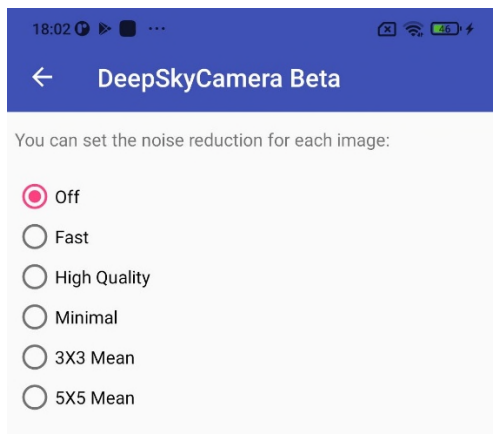 18:02 ... 46
DeepSkyCamera Beta
You can set the noise reduction for each image:
Off
Fast
High Quality
Minimal
3X3 Mean
5X5 Mean